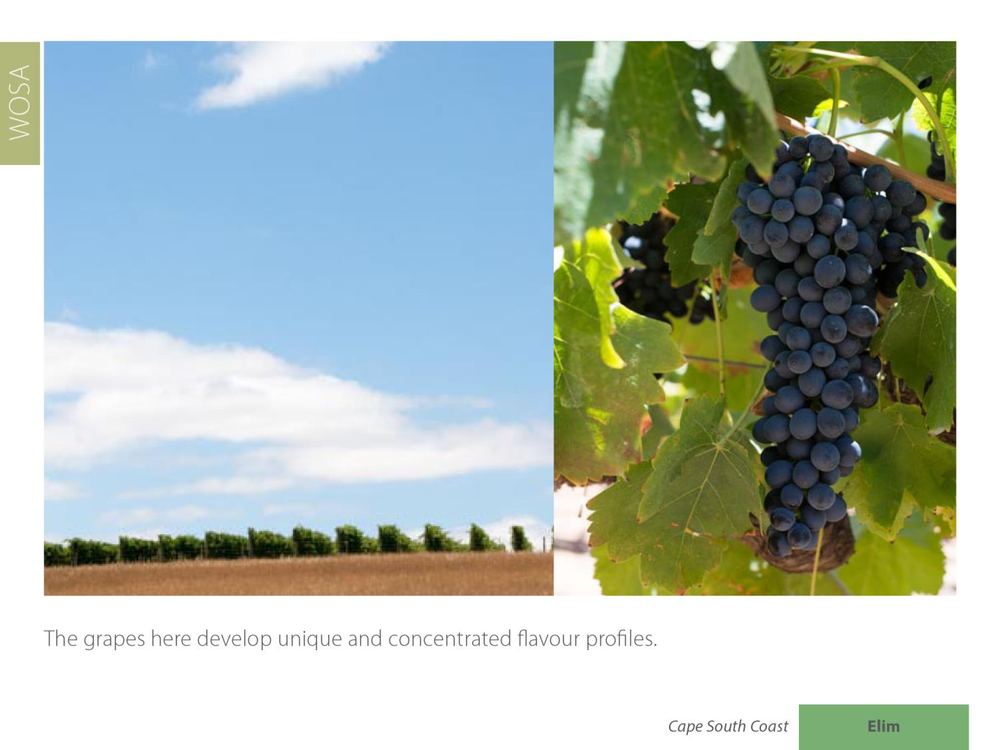 WOSA
The grapes here develop unique and concentrated flavour profiles.
Cape South Coast
Elim